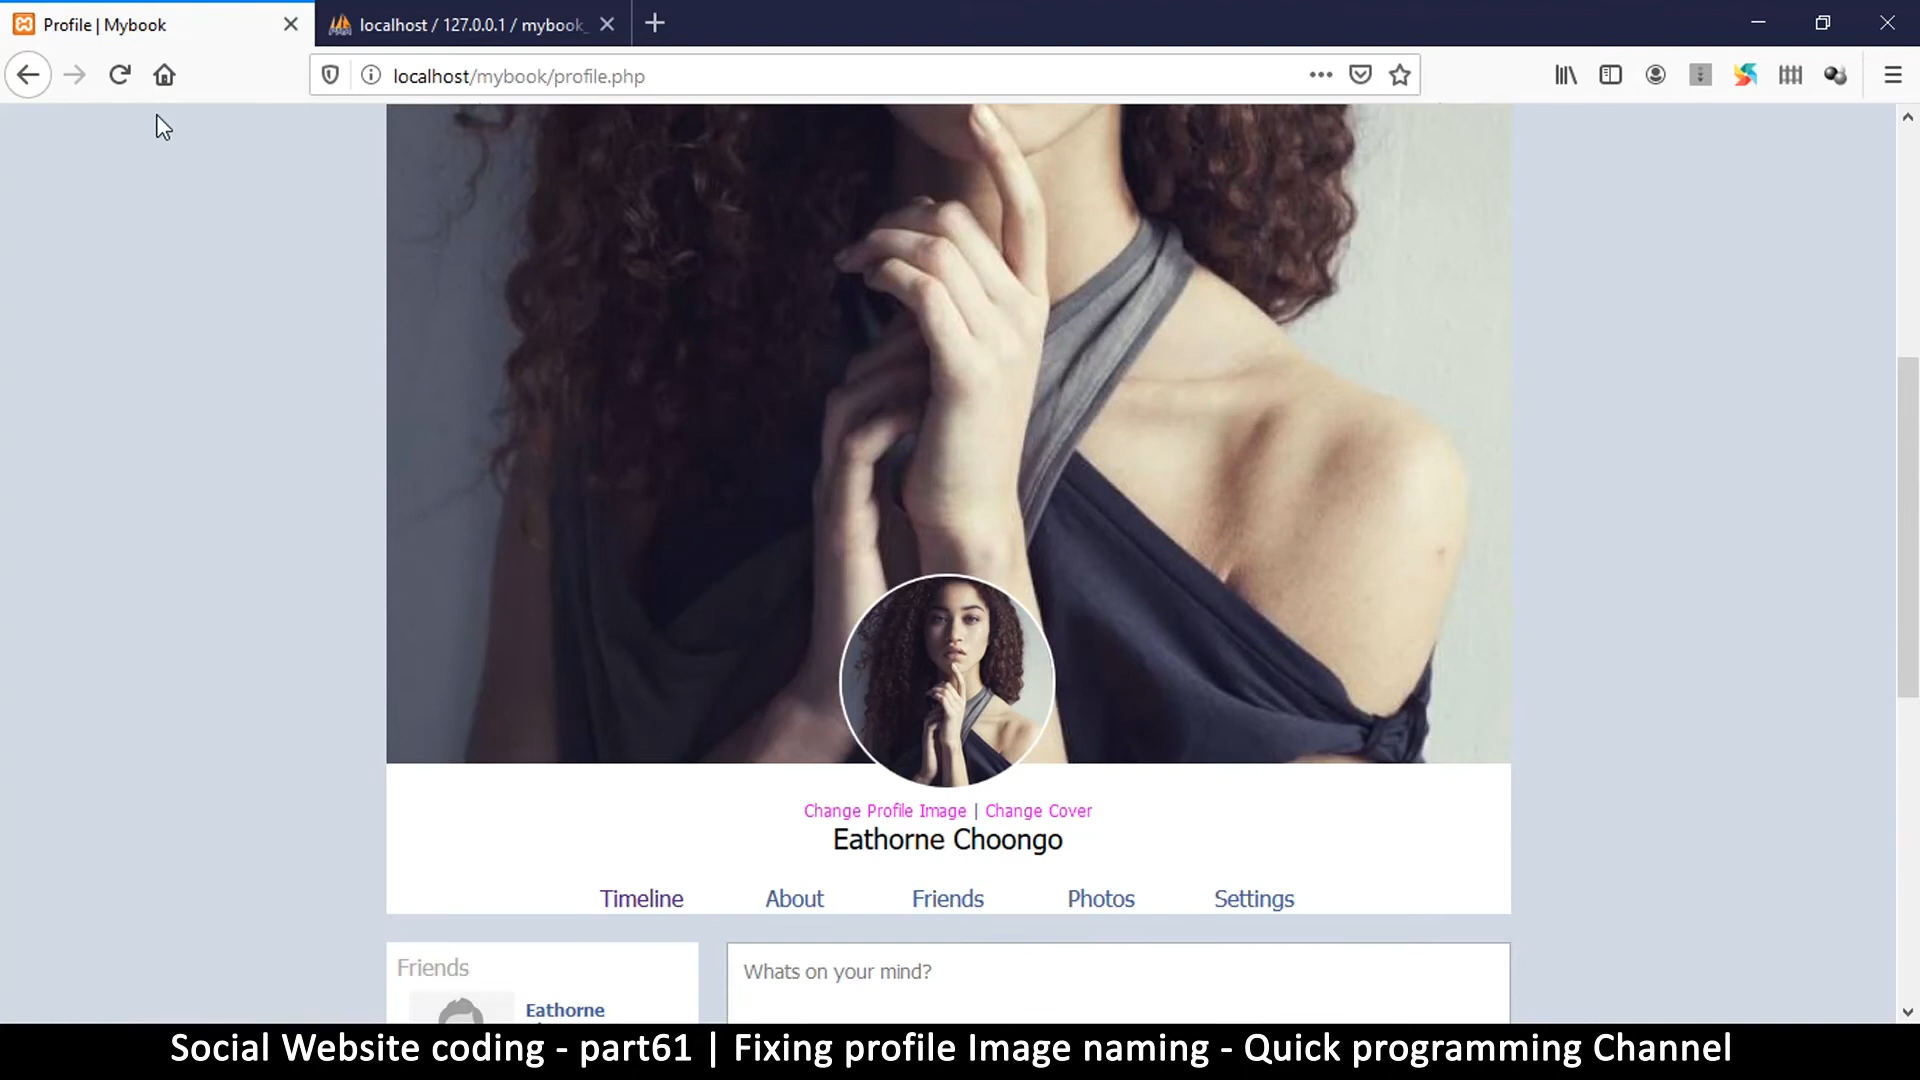 Profile | Mybook
localhost / 127.0.0.1 / mybook_
localhost/mybook/profile.php
Change Profile Image | Change Cover
Eathorne Choongo
Timeline About Friends Photos Settings
Friends
Whats on your mind?
Eathorne
Social Website coding - part61 | Fixing profile Image naming - Quick programming Channel